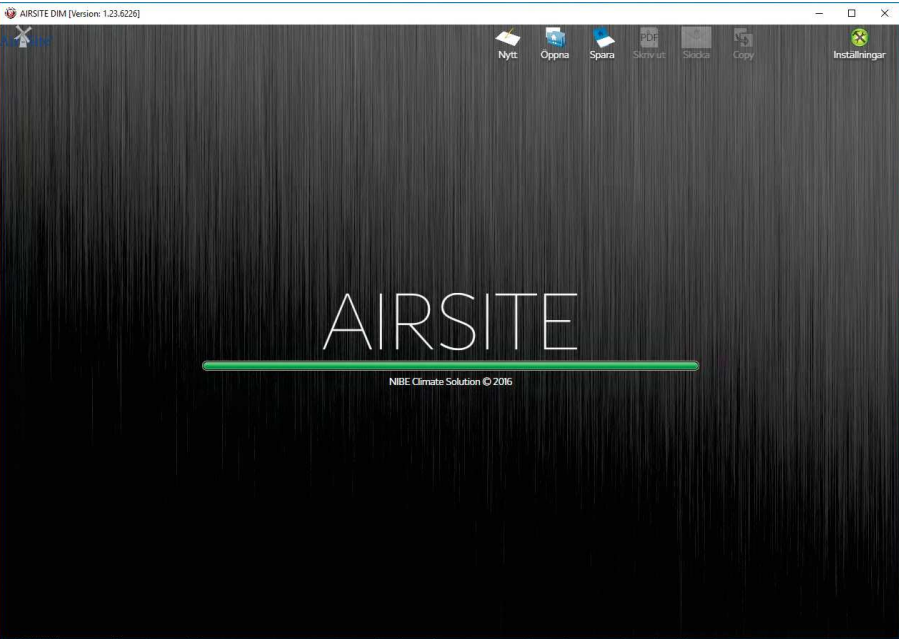 AIRSITE DIM [Version: 1.23.6226]
Nytt Öppna Spara Skriv ut Skicka Copy Inställningar
PDF
AIRSITE
NIBE Climate Solution © 2016